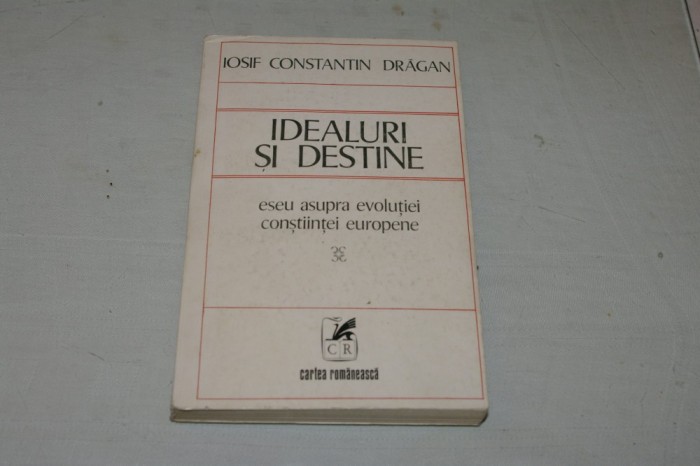 IOSIF CONSTANTIN DRĂGAN
IDEALURI
ȘI DESTINE
eseu asupra evoluției
conștiinței europene
CR
cartea românească